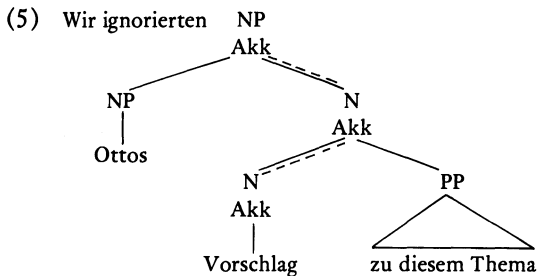 (5) Wir ignorierten NP
Akk
NP N
Akk
Ottos
N PP
Akk
Vorschlag zu diesem Thema